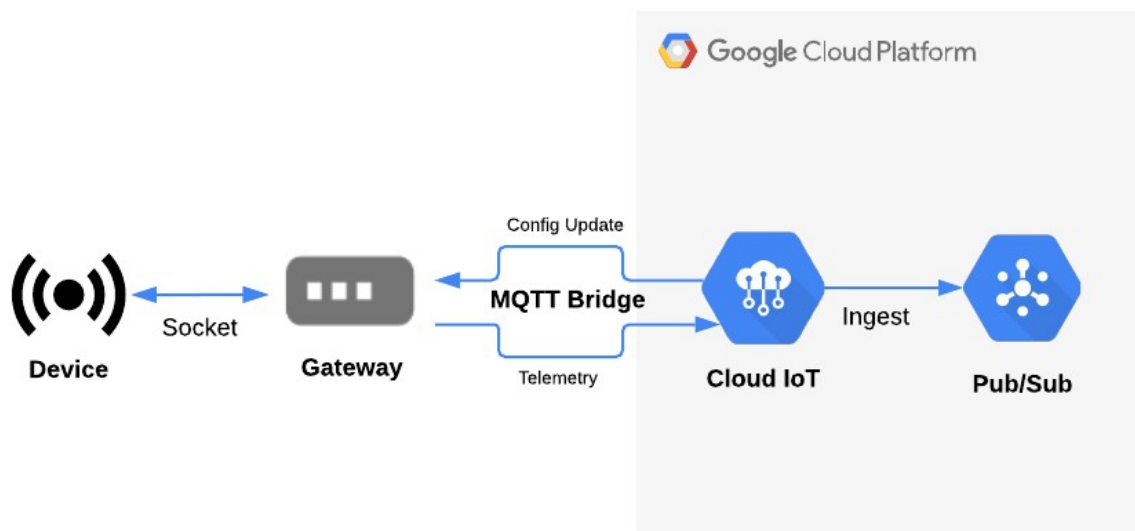 Google Cloud Platform
Config Update
MQTT Bridge
Socket
Ingest
Device
Gateway
Telemetry
Cloud IoT
Pub/Sub